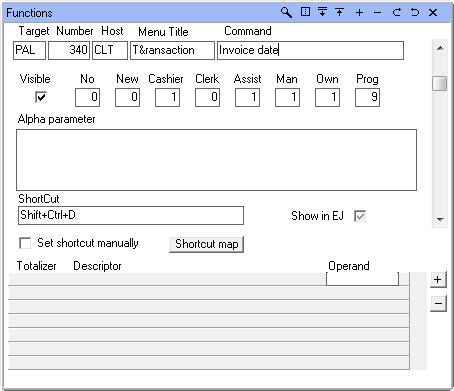 Functions
Target Number Host Menu Title Command
PAL 340 CLT T&ransaction Invoice date
Visible No New Cashier Clerk Assist Man Own Prog
0 0 1 0 1 1 1 9
Alpha parameter
ShortCut
Shift+Ctrl+D Show in EJ
Set shortcut manually Shortcut map
Totalizer Descriptor Operand